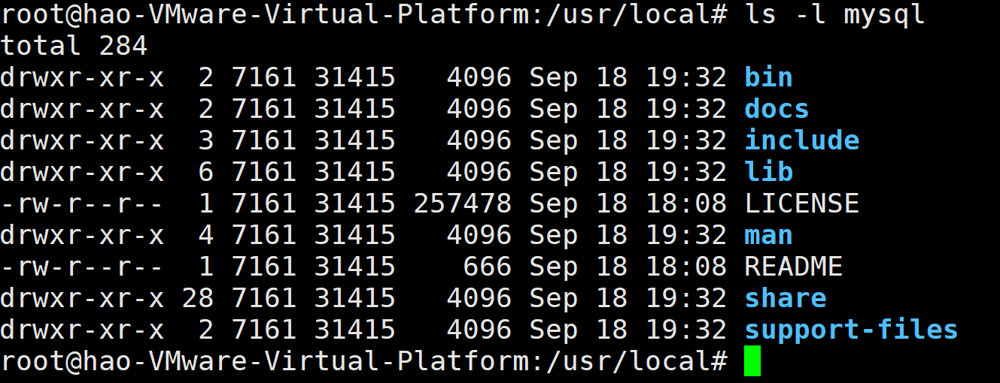 root@hao-VMware-Virtual-Platform:/usr/local# ls -l mysql
total 284
drwxr-xr-x  2 7161 31415   4096 Sep 18 19:32 bin
drwxr-xr-x  2 7161 31415   4096 Sep 18 19:32 docs
drwxr-xr-x  3 7161 31415   4096 Sep 18 19:32 include
drwxr-xr-x  6 7161 31415   4096 Sep 18 19:32 lib
-rw-r--r--  1 7161 31415 257478 Sep 18 18:08 LICENSE
drwxr-xr-x  4 7161 31415   4096 Sep 18 19:32 man
-rw-r--r--  1 7161 31415    666 Sep 18 18:08 README
drwxr-xr-x 28 7161 31415   4096 Sep 18 19:32 share
drwxr-xr-x  2 7161 31415   4096 Sep 18 19:32 support-files
root@hao-VMware-Virtual-Platform:/usr/local#